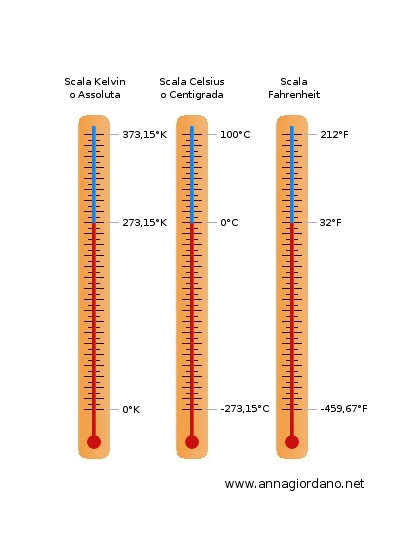 Scala Kelvin
o Assoluta
Scala Celsius
o Centigrada
Scala
Fahrenheit
373,15°K
100°C
212°F
273,15°K
0°C
32°F
0°K
-273,15°C
-459,67°F
www.annagiordano.net